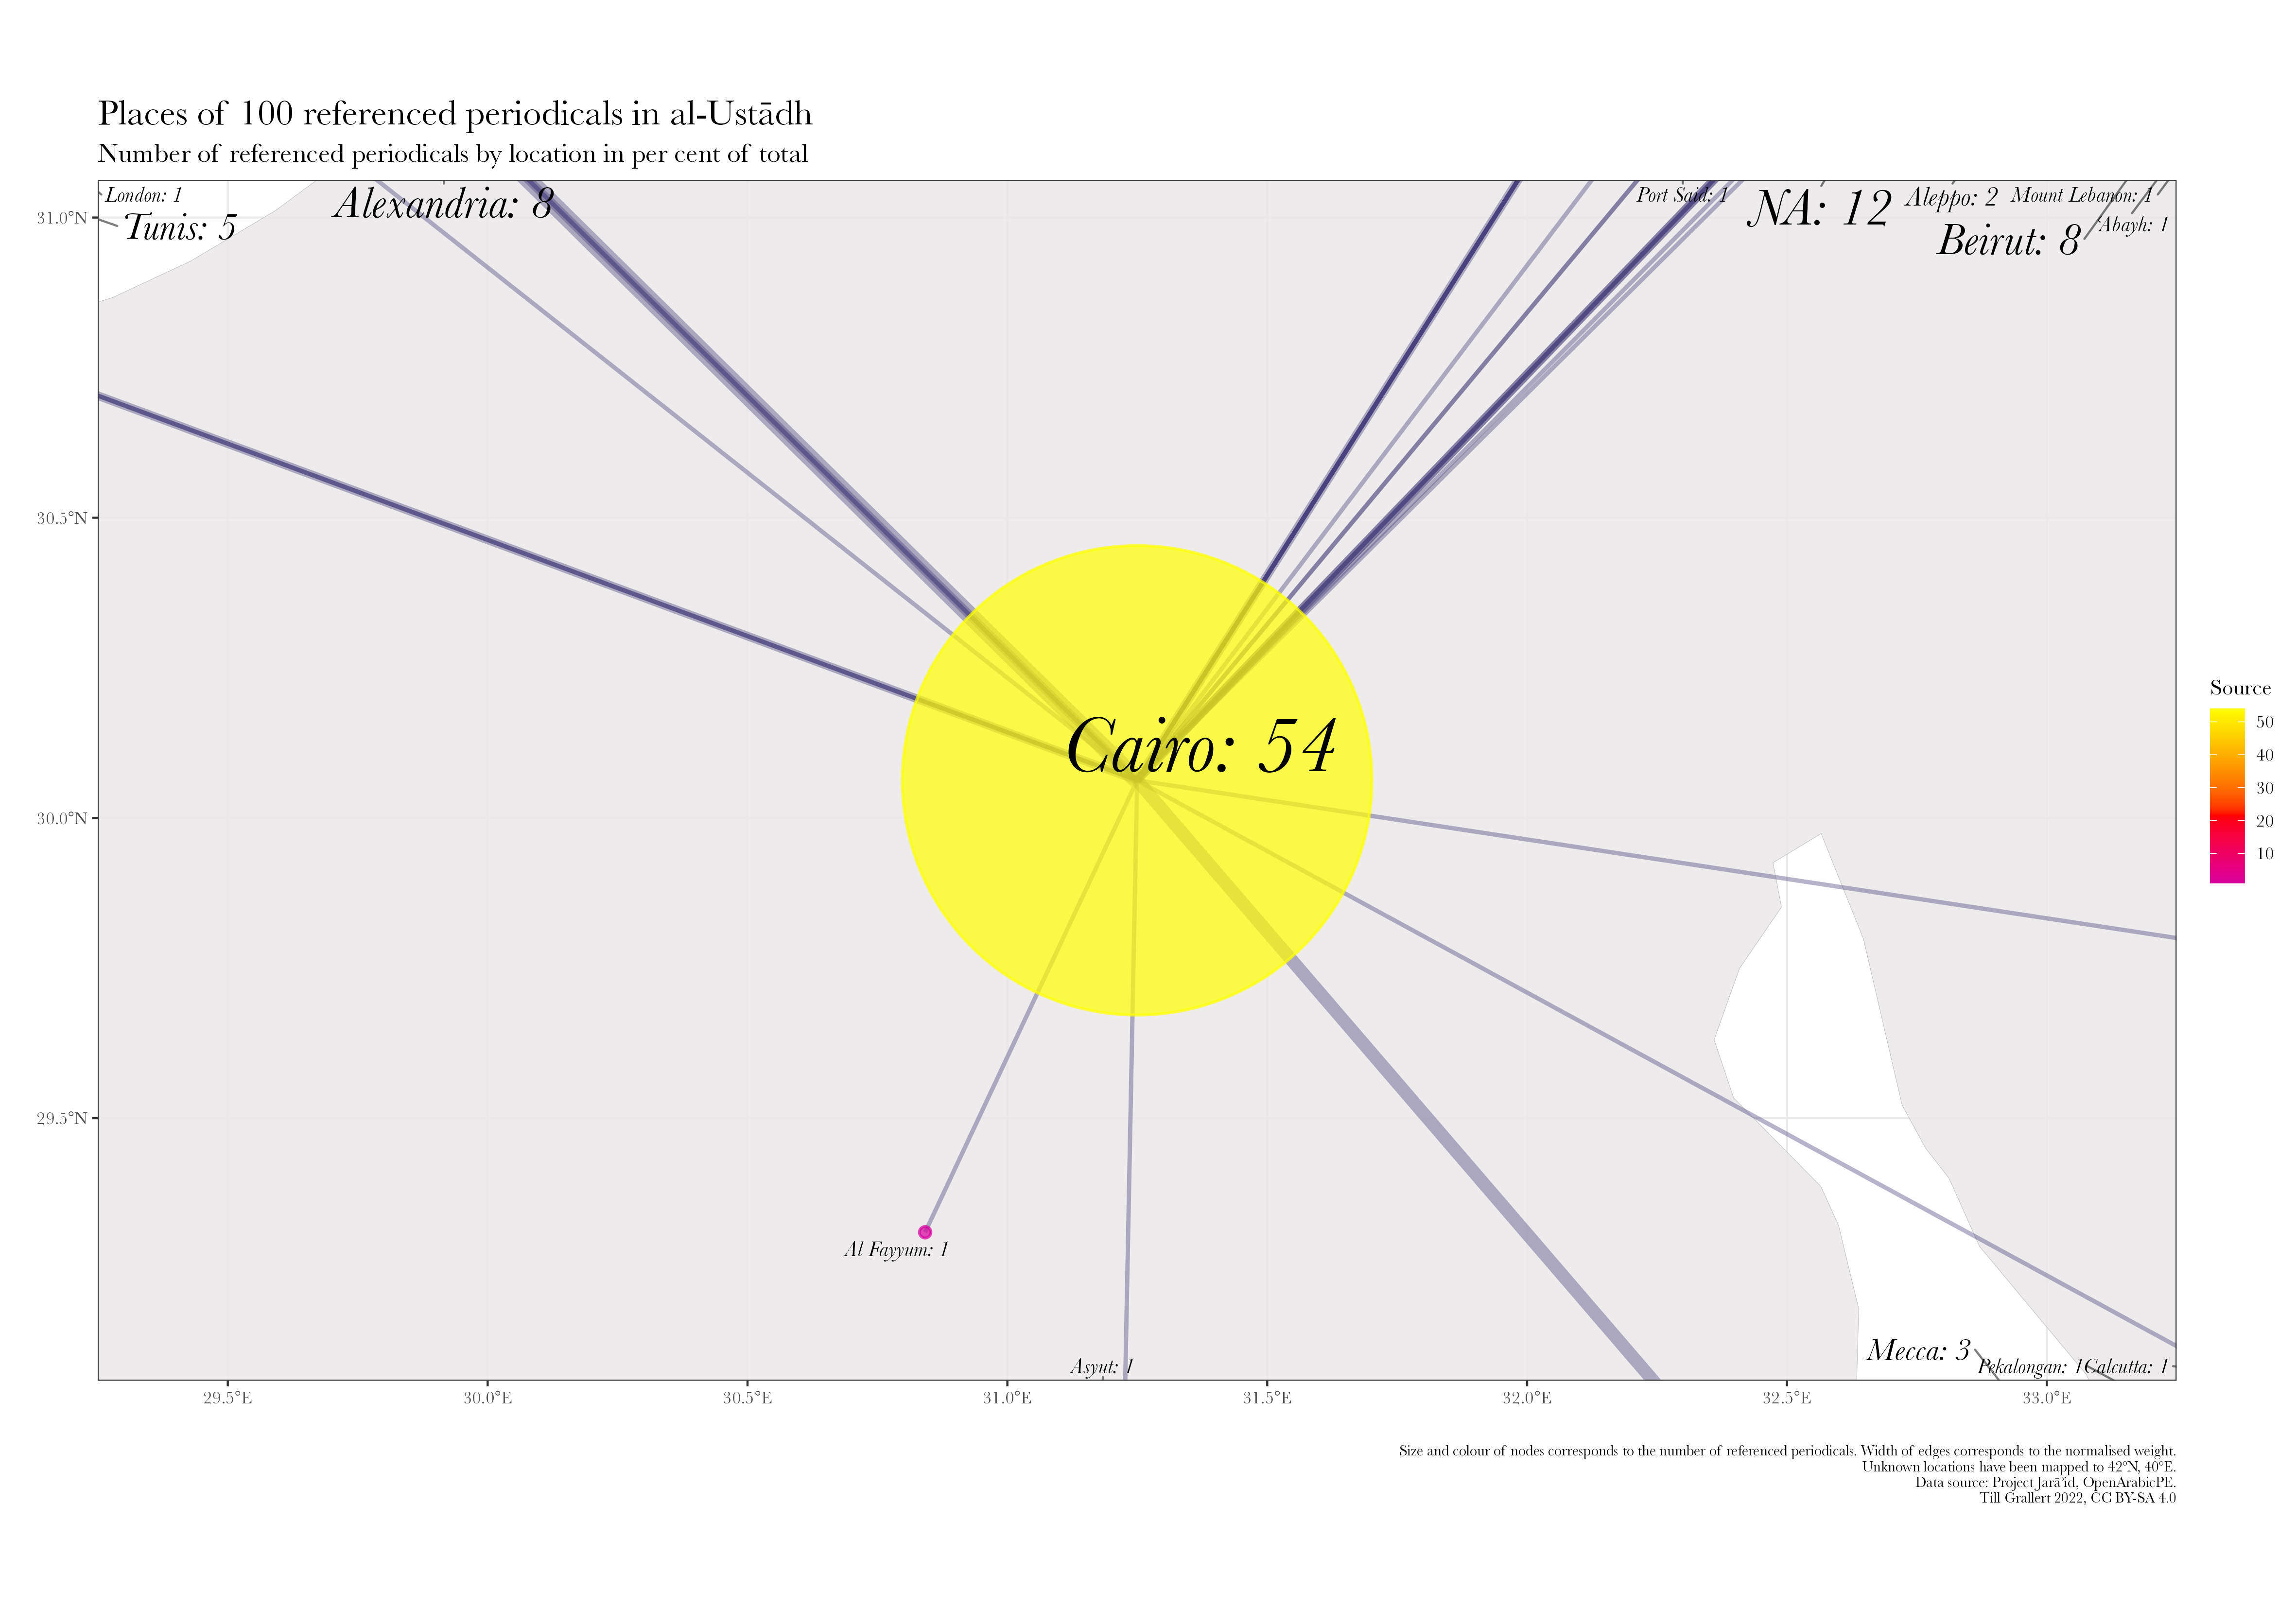 Places of 100 referenced periodicals in al-Ustādh
Number of referenced periodicals by location in per cent of total
London: 1
Tunis: 5
Alexandria: 8
Port Said: 1
NA: 12
Aleppo: 2
Mount Lebanon: 1
Beirut: 8
ʿAbayh: 1
31.0°N
30.5°N
30.0°N
29.5°N
Cairo: 54
Source
50
40
30
20
10
Al Fayyum: 1
Asyut: 1
Mecca: 3
Pekalongan: 1
Calcutta: 1
29.5°E
30.0°E
30.5°E
31.0°E
31.5°E
32.0°E
32.5°E
33.0°E
Size and colour of nodes corresponds to the number of referenced periodicals. Width of edges corresponds to the normalised weight.
Unknown locations have been mapped to 42°N, 40°E.
Data source: Project Jarāʾid, OpenArabicPE.
Till Grallert 2022, CC BY-SA 4.0